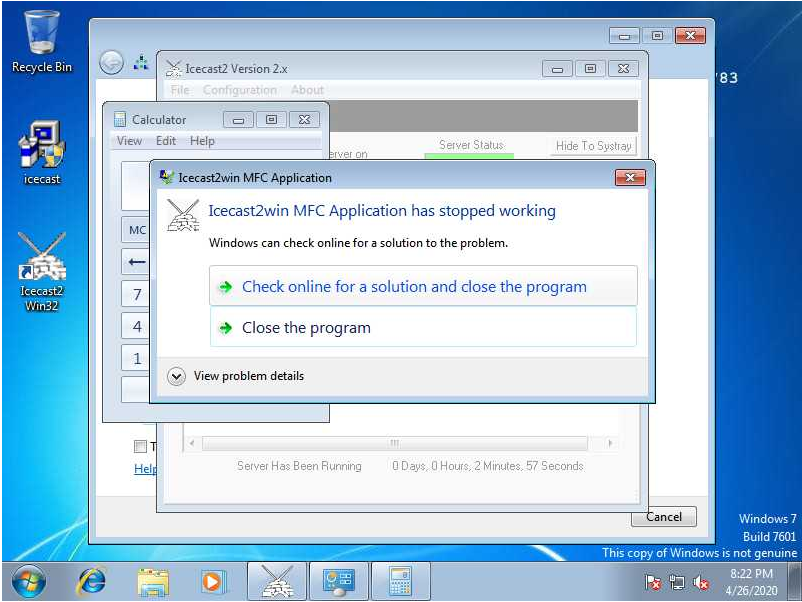 Recycle Bin
'83
Icecast2 Version 2.x
File Configuration About
Calculator
View Edit Help
erver on
Server Status
Hide To Systray
icecast
Icecast2win MFC Application
Icecast2win MFC Application has stopped working
Windows can check online for a solution to the problem.
MC
Check online for a solution and close the program
Icecast2
Win32
7
Close the program
4
1
View problem details
T
Help
Server Has Been Running
0 Days, 0 Hours, 2 Minutes, 57 Seconds
Cancel
Windows 7
Build 7601
This copy of Windows is not genuine
8:22 PM
4/26/2020